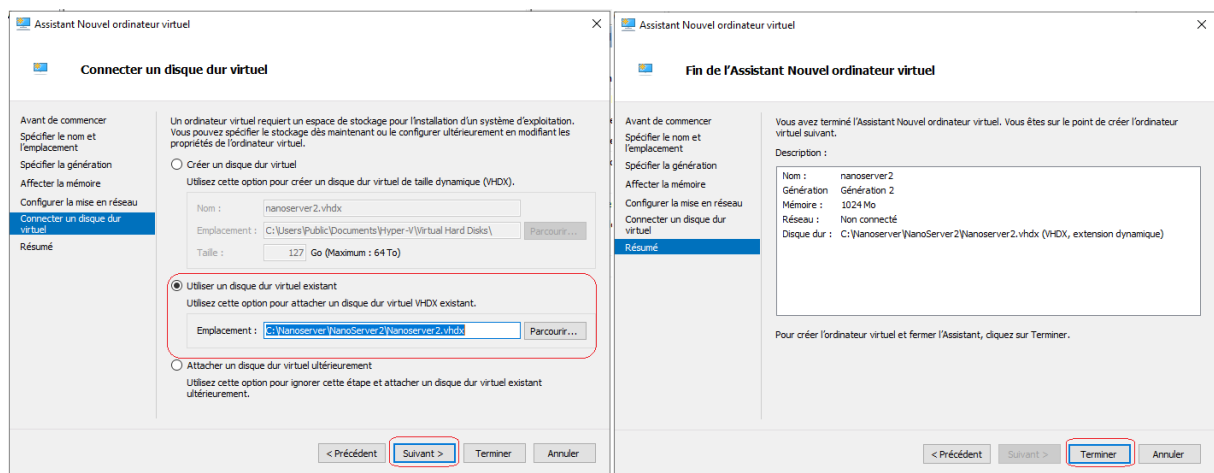 Assistant Nouvel ordinateur virtuel
Connecter un disque dur virtuel
Avant de commencer
Spécifier le nom et
l'emplacement
Spécifier la génération
Affecter la mémoire
Configurer la mise en réseau
Connecter un disque dur
virtuel
Résumé
Un ordinateur virtuel requiert un espace de stockage pour l'installation d'un système d'exploitation.
Vous pouvez spécifier le stockage dès maintenant ou le configurer ultérieurement en modifiant les
propriétés de l'ordinateur virtuel.
Créer un disque dur virtuel
Utilisez cette option pour créer un disque dur virtuel de taille dynamique (VHDX).
Nom : nanoserver2.vhdx
Emplacement : C:\Users\Public\Documents\Hyper-V\Virtual Hard Disks\ Parcourir...
Taille : 127 Go (Maximum : 64 To)
Utiliser un disque dur virtuel existant
Utilisez cette option pour attacher un disque dur virtuel VHDX existant.
Emplacement : C:\Nanoserver\NanoServer2\Nanoserver2.vhdx Parcourir...
Attacher un disque dur virtuel ultérieurement
Utilisez cette option pour ignorer cette étape et attacher un disque dur virtuel existant
ultérieurement.
< Précédent Suivant > Terminer Annuler
Assistant Nouvel ordinateur virtuel
Fin de l'Assistant Nouvel ordinateur virtuel
Avant de commencer
Spécifier le nom et
l'emplacement
Spécifier la génération
Affecter la mémoire
Configurer la mise en réseau
Connecter un disque dur
virtuel
Résumé
Vous avez terminé l'Assistant Nouvel ordinateur virtuel. Vous êtes sur le point de créer l'ordinateur
virtuel suivant.
Description :
Nom : nanoserver2
Génération Génération 2
Mémoire : 1024 Mo
Réseau : Non connecté
Disque dur : C:\Nanoserver\NanoServer2\Nanoserver2.vhdx (VHDX, extension dynamique)
Pour créer l'ordinateur virtuel et fermer l'Assistant, cliquez sur Terminer.
< Précédent Suivant > Terminer Annuler